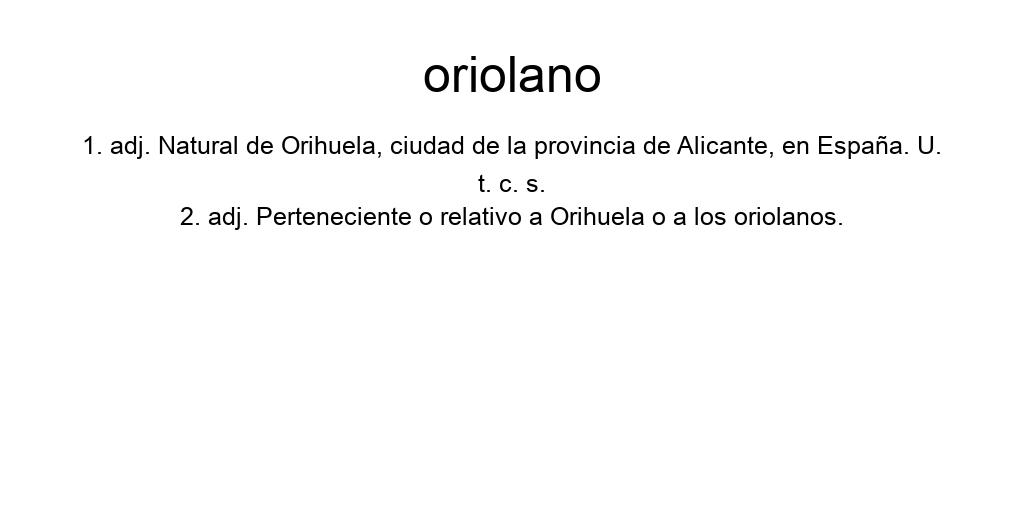 oriolano
1. adj. Natural de Orihuela, ciudad de la provincia de Alicante, en España. U.
t. c. s.
2. adj. Perteneciente o relativo a Orihuela o a los oriolanos.